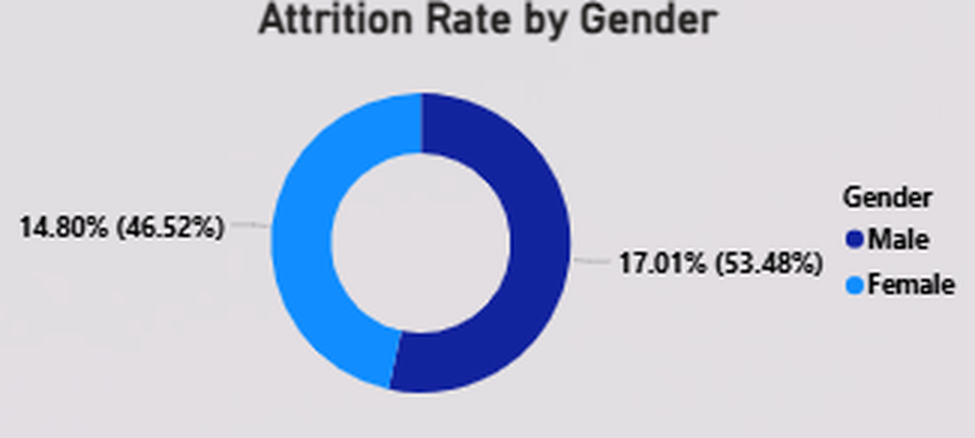 Attrition Rate by Gender
14.80% (46.52%)
17.01% (53.48%)
Gender
Male
Female